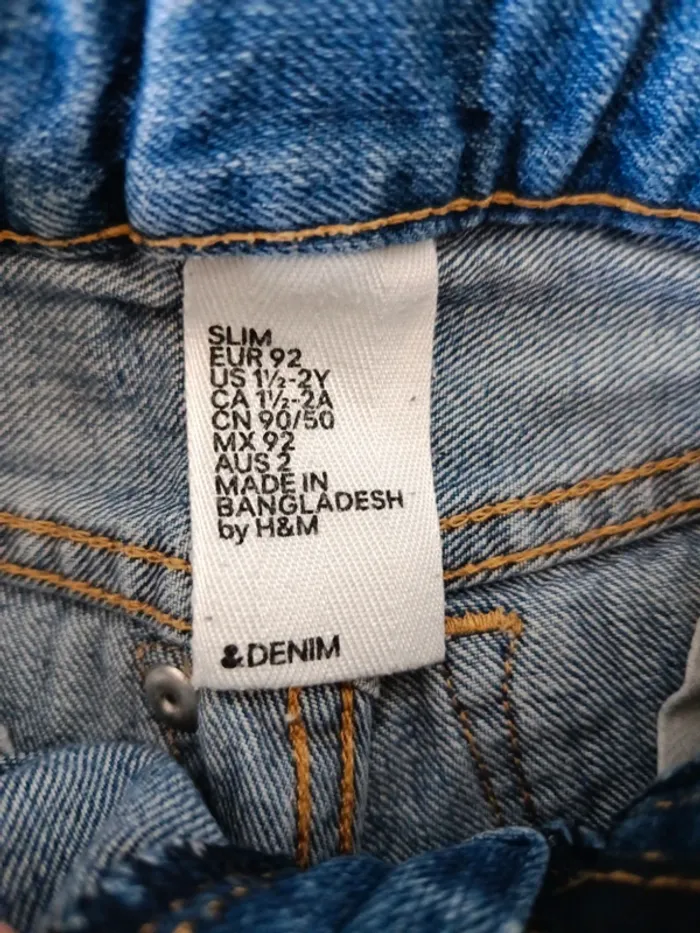 SLIM
EUR 92
US 1½-2Y
CA 1½-2A
CN 90/50
MX 92
AUS 2
MADE IN
BANGLADESH
by H&M
&DENIM